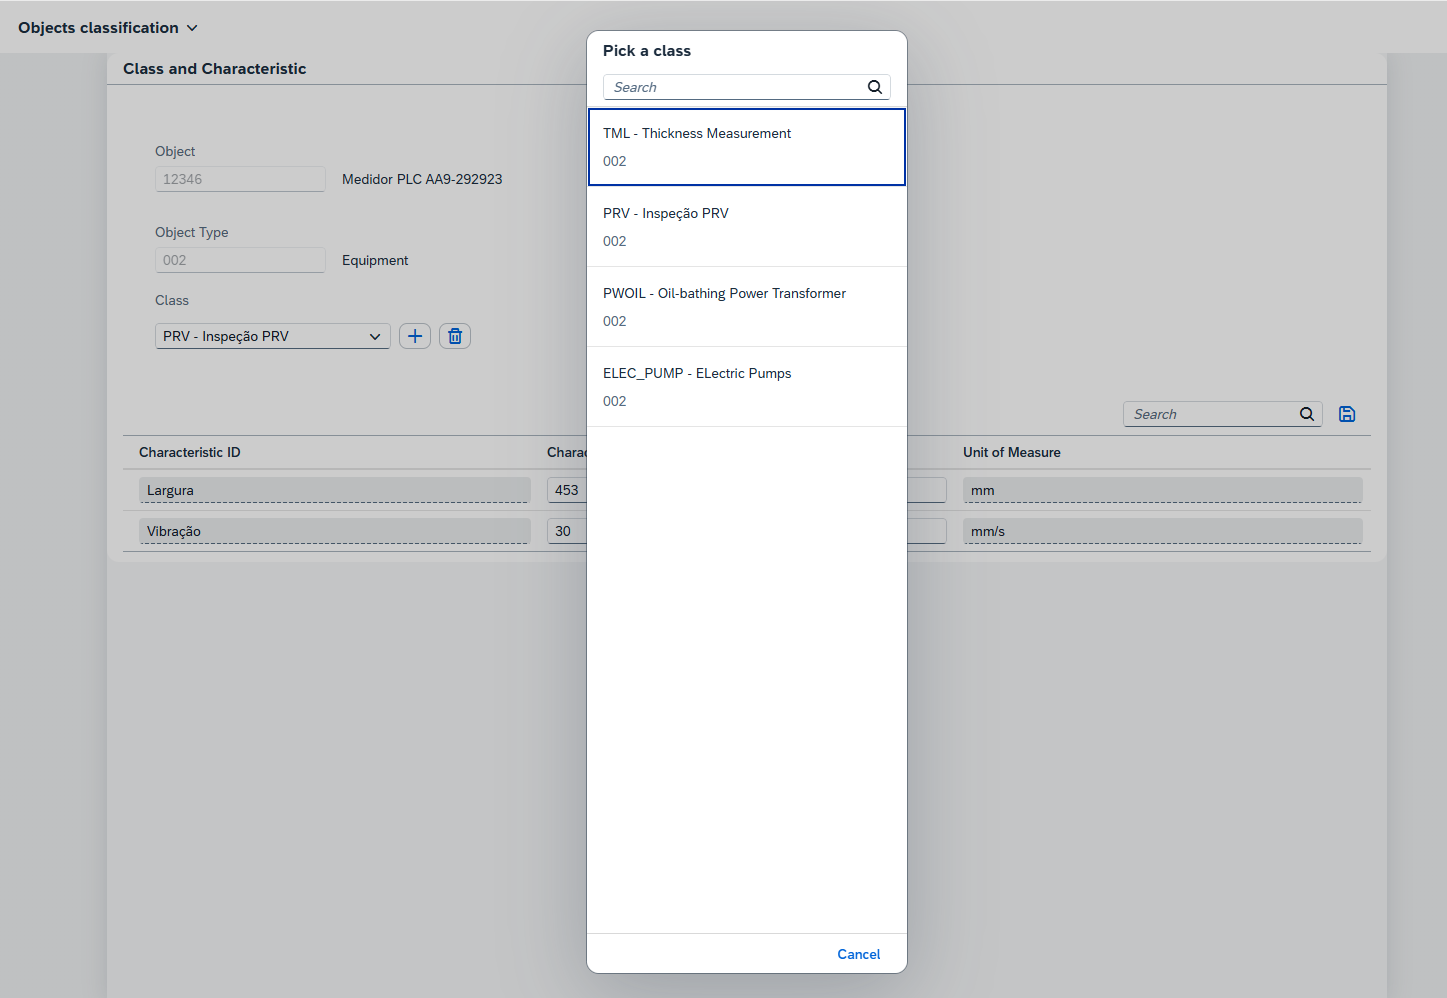 Objects classification
Class and Characteristic
Object
12346
Medidor PLC AA9-292923
Object Type
002
Equipment
Class
PRV - Inspeção PRV
Search
Characteristic ID
Unit of Measure
Largura
453
mm
Vibração
30
mm/s
Pick a class
Search
TML - Thickness Measurement
002
PRV - Inspeção PRV
002
PWOIL - Oil-bathing Power Transformer
002
ELEC_PUMP - ELectric Pumps
002
Cancel